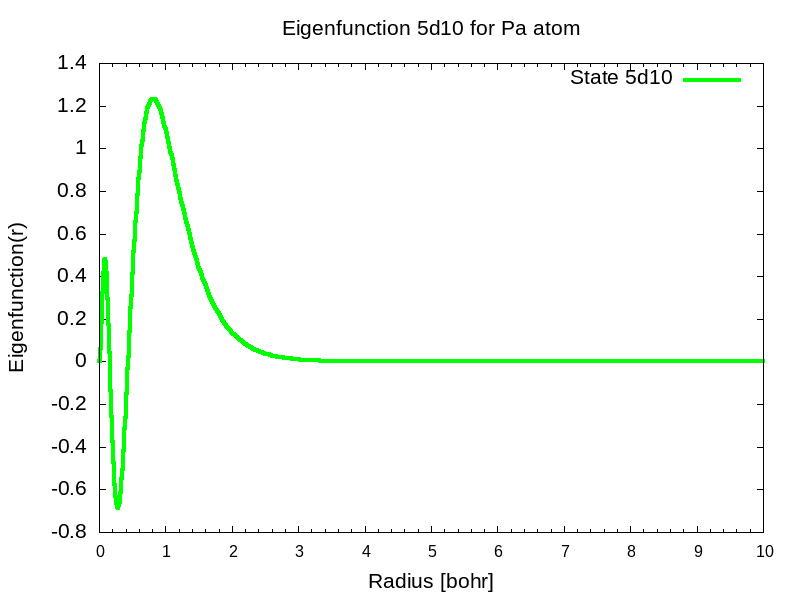 Eigenfunction 5d10 for Pa atom
State 5d10
1.4
1.2
1
0.8
0.6
0.4
0.2
0
-0.2
-0.4
-0.6
-0.8
Eigenfunction(r)
0 1 2 3 4 5 6 7 8 9 10
Radius [bohr]